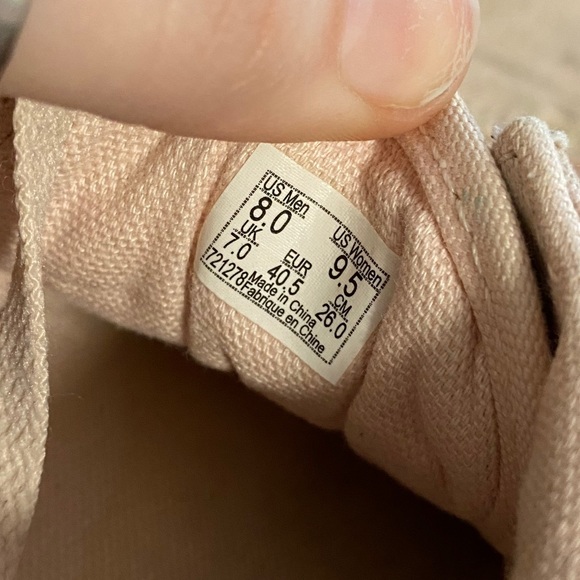 US Men US Women
8.0 9.5
UK EUR CM
7.0 40.5 26.0
1721278 Made in China
Fabrique en Chine